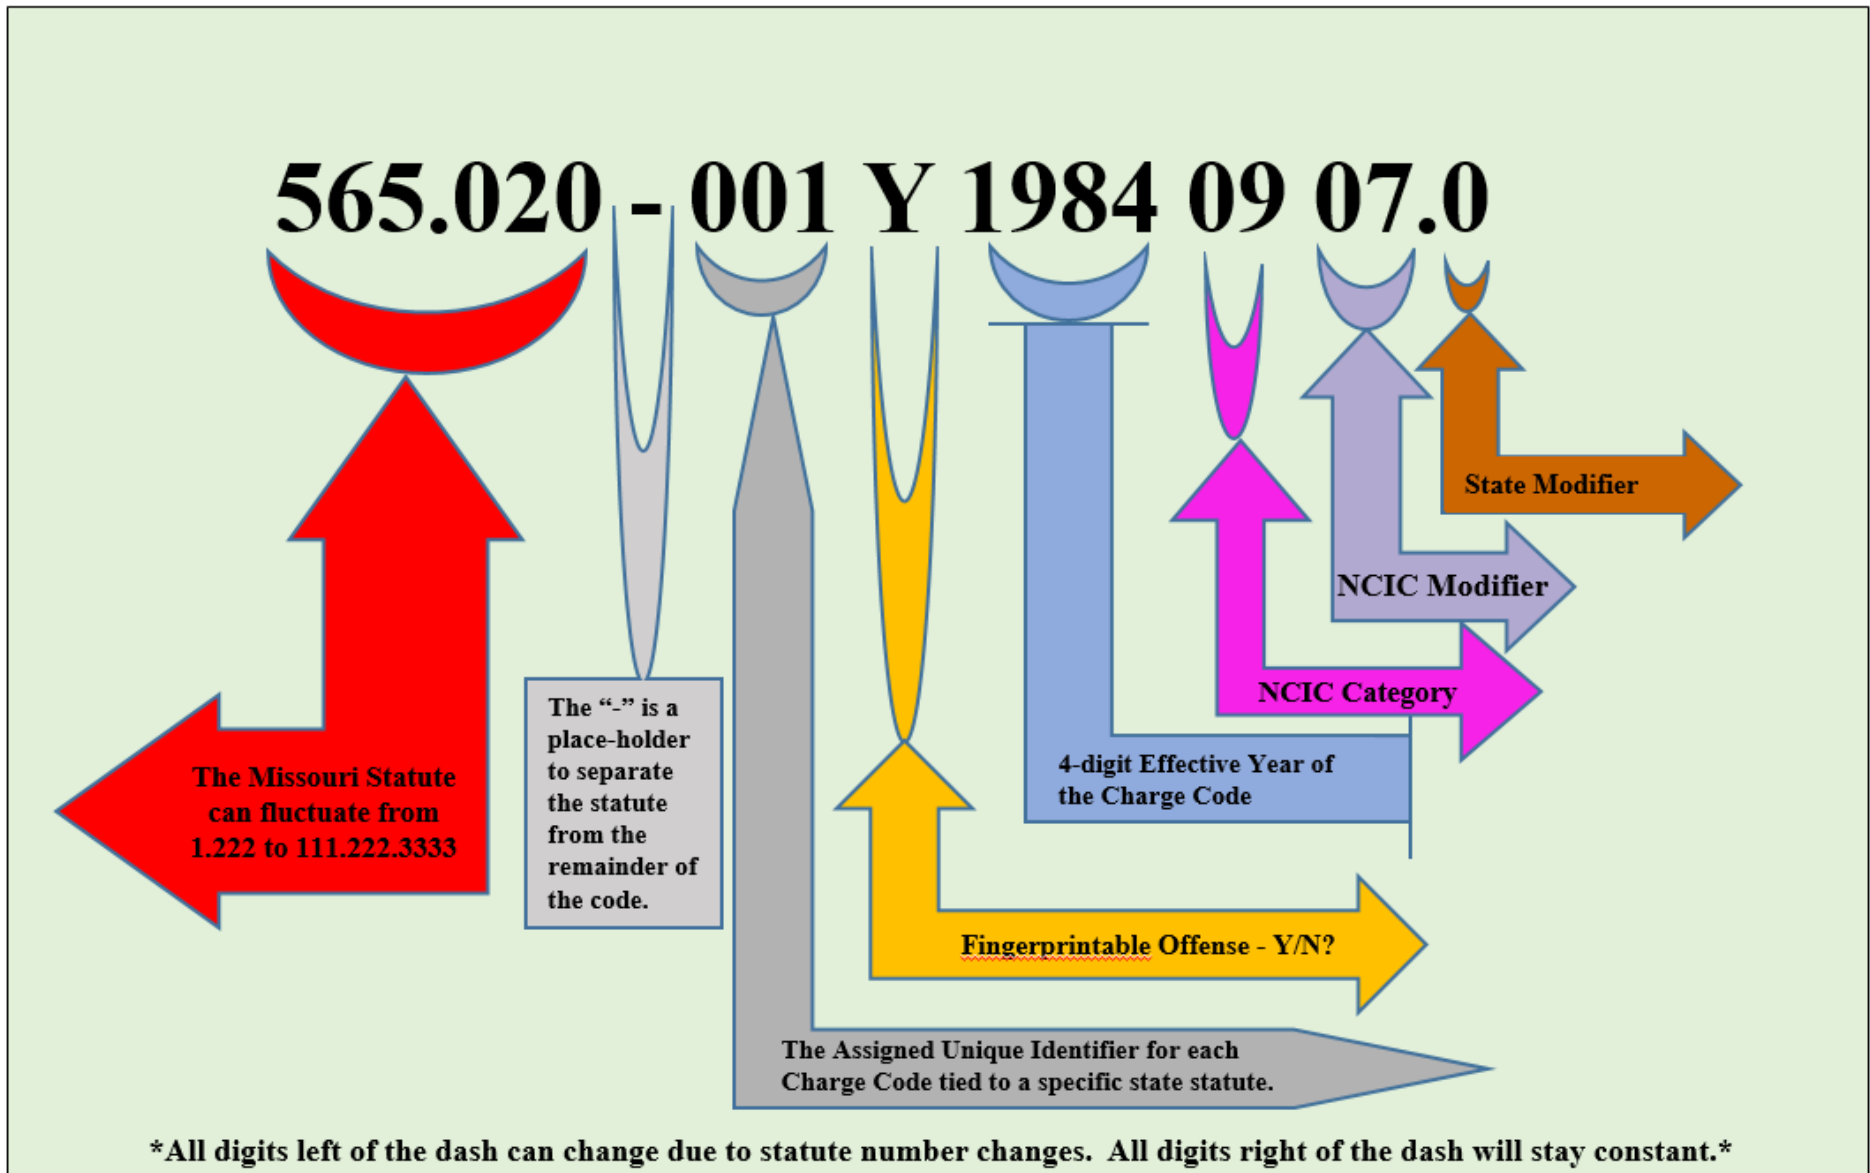 565.020 - 001 Y 1984 09 07.0
State Modifier
NCIC Modifier
NCIC Category
The “-” is a
place-holder
to separate
the statute
from the
remainder of
the code.
The Missouri Statute
can fluctuate from
1.222 to 111.222.3333
4-digit Effective Year of
the Charge Code
Fingerprintable Offense - Y/N?
The Assigned Unique Identifier for each
Charge Code tied to a specific state statute.
*All digits left of the dash can change due to statute number changes.  All digits right of the dash will stay constant.*